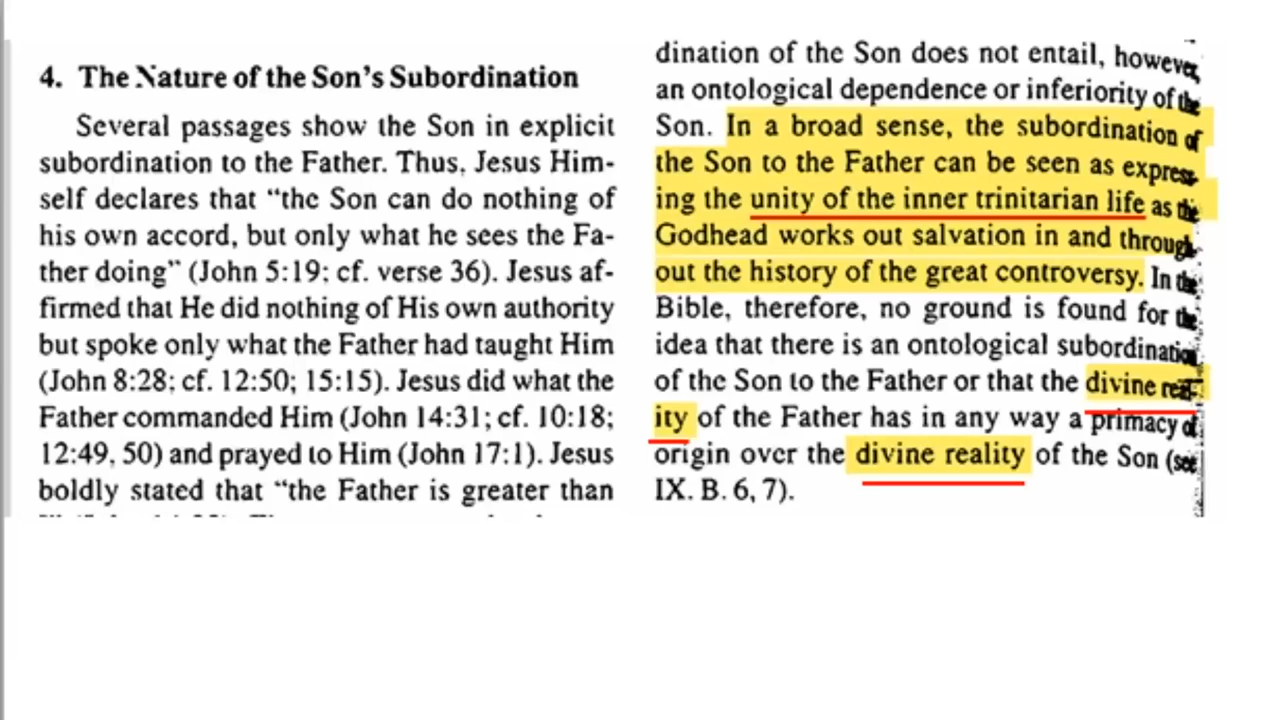 4. The Nature of the Son's Subordination
Several passages show the Son in explicit
subordination to the Father. Thus, Jesus Him-
self declares that “the Son can do nothing of
his own accord, but only what he sees the Fa-
ther doing” (John 5:19; cf. verse 36). Jesus af-
firmed that He did nothing of His own authority
but spoke only what the Father had taught Him
(John 8:28; cf. 12:50; 15:15). Jesus did what the
Father commanded Him (John 14:31; cf. 10:18;
12:49, 50) and prayed to Him (John 17:1). Jesus
boldly stated that “the Father is greater than
dination of the Son does not entail, however,
an ontological dependence or inferiority of the
Son. In a broad sense, the subordination of
the Son to the Father can be seen as express-
ing the unity of the inner trinitarian life as the
Godhead works out salvation in and through-
out the history of the great controversy. In the
Bible, therefore, no ground is found for the
idea that there is an ontological subordination
of the Son to the Father or that the divine real-
ity of the Father has in any way a primacy of
origin over the divine reality of the Son (see
IX. B. 6, 7).